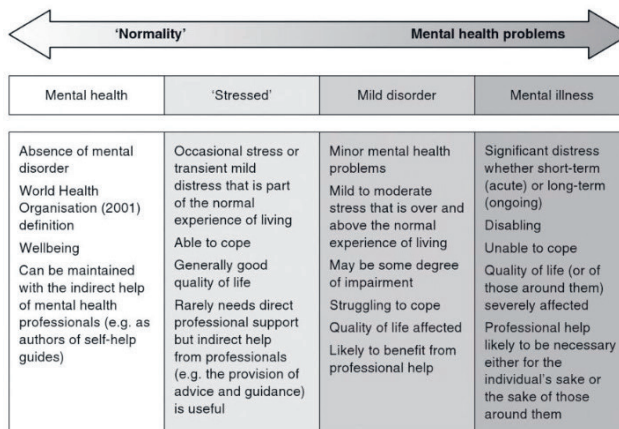 ‘Normality’
Mental health problems
Mental health
‘Stressed’
Mild disorder
Mental illness
Absence of mental
disorder
World Health
Organisation (2001)
definition
Wellbeing
Can be maintained
with the indirect help
of mental health
professionals (e.g. as
authors of self-help
guides)
Occasional stress or
transient mild
distress that is part
of the normal
experience of living
Able to cope
Generally good
quality of life
Rarely needs direct
professional support
but indirect help
from professionals
(e.g. the provision of
advice and guidance)
is useful
Minor mental health
problems
Mild to moderate
stress that is over and
above the normal
experience of living
May be some degree
of impairment
Struggling to cope
Quality of life affected
Likely to benefit from
professional help
Significant distress
whether short-term
(acute) or long-term
(ongoing)
Disabling
Unable to cope
Quality of life (or of
those around them)
severely affected
Professional help
likely to be necessary
either for the
individual’s sake or
the sake of those
around them